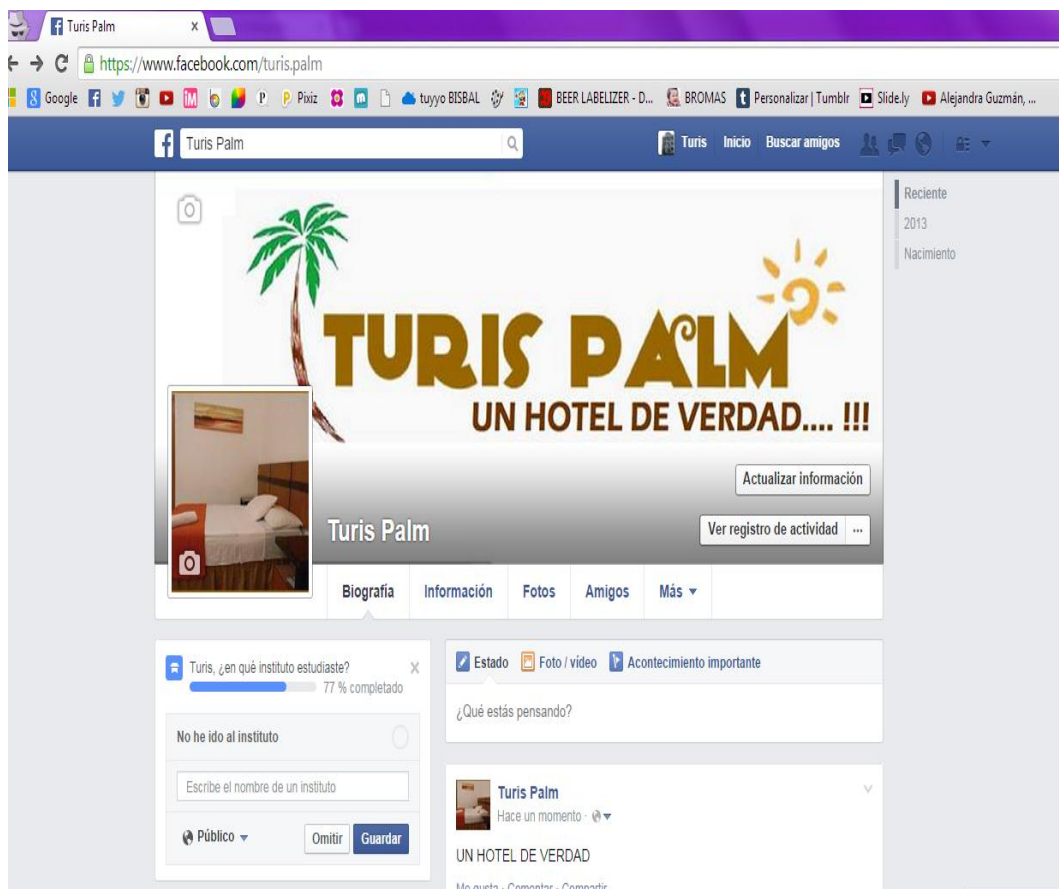 Turis Palm
https://www.facebook.com/turis.palm
Google Pixiz tuyyo BISBAL BEER LABELIZER - D... BROMAS Personalizar | Tumblr Slide.ly Alejandra Guzmán, ...
Turis Palm
Turis Inicio Buscar amigos
Reciente
2013
Nacimiento
TURIS PALM
UN HOTEL DE VERDAD.... !!!
Actualizar información
Turis Palm
Ver registro de actividad ...
Biografía Información Fotos Amigos Más
Turis, ¿en qué instituto estudiaste?
77 % completado
No he ido al instituto
Escribe el nombre de un instituto
Público Omitir Guardar
Estado Foto / vídeo Acontecimiento importante
¿Qué estás pensando?
Turis Palm
Hace un momento ·
UN HOTEL DE VERDAD
Me gusta · Comentar · Compartir